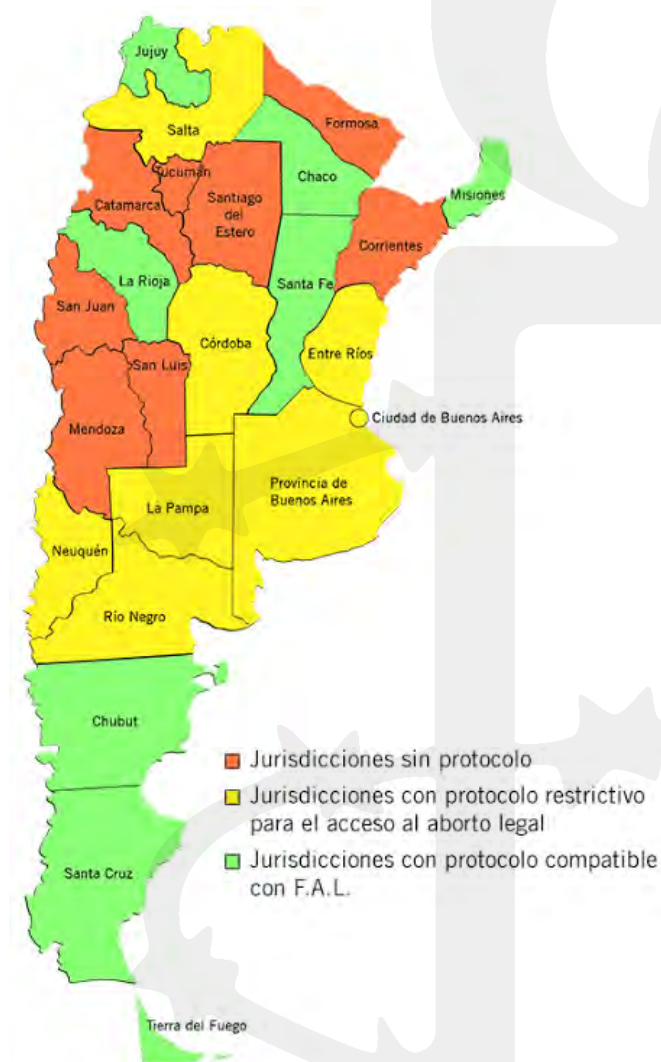 Jujuy
Salta
Formosa
Chaco
Tucumán
Misiones
Catamarca
Santiago
del
Estero
Corrientes
La Rioja
Santa Fe
San Juan
Córdoba
Entre Ríos
San Luis
Ciudad de Buenos Aires
Mendoza
Provincia de
Buenos Aires
La Pampa
Neuquén
Río Negro
Chubut
Jurisdicciones sin protocolo
Jurisdicciones con protocolo restrictivo
para el acceso al aborto legal
Jurisdicciones con protocolo compatible
con F.A.L.
Santa Cruz
Tierra del Fuego